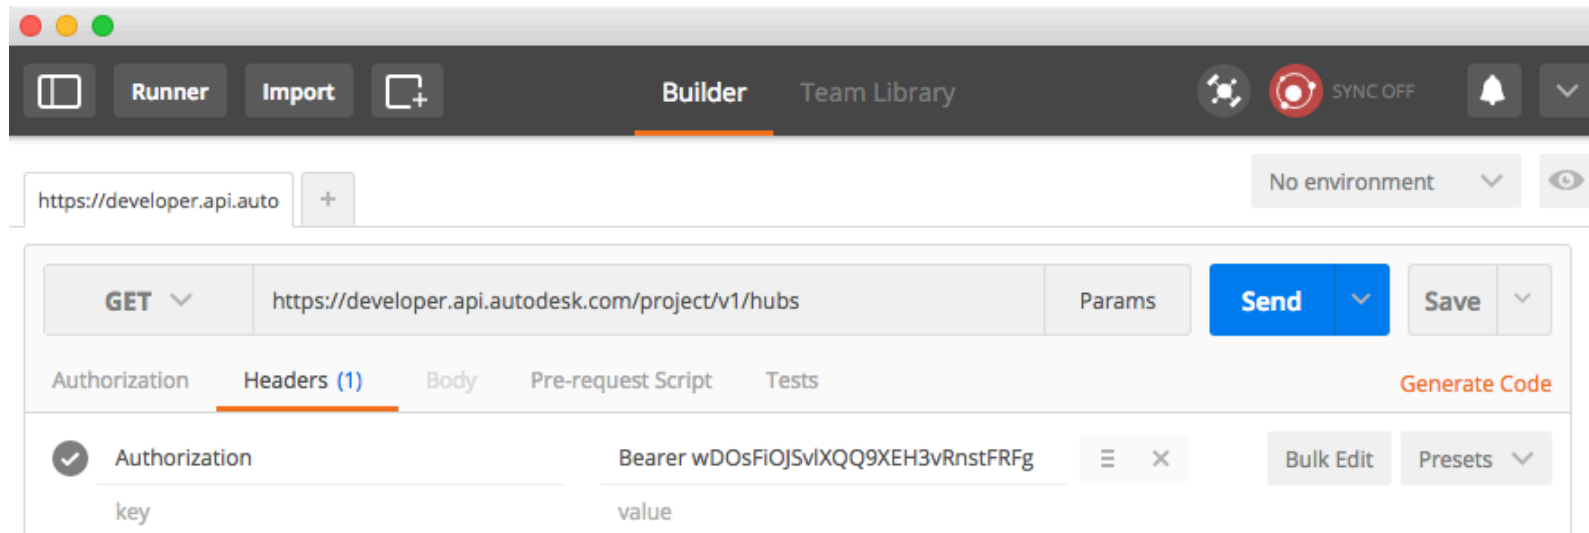 Runner Import Builder Team Library SYNC OFF
No environment
https://developer.api.auto +
GET https://developer.api.autodesk.com/project/v1/hubs Params Send Save
Authorization Headers (1) Body Pre-request Script Tests Generate Code
Authorization Bearer wDOsFiOJSvlXQQ9XEH3vRnstFRFg Bulk Edit Presets
key value